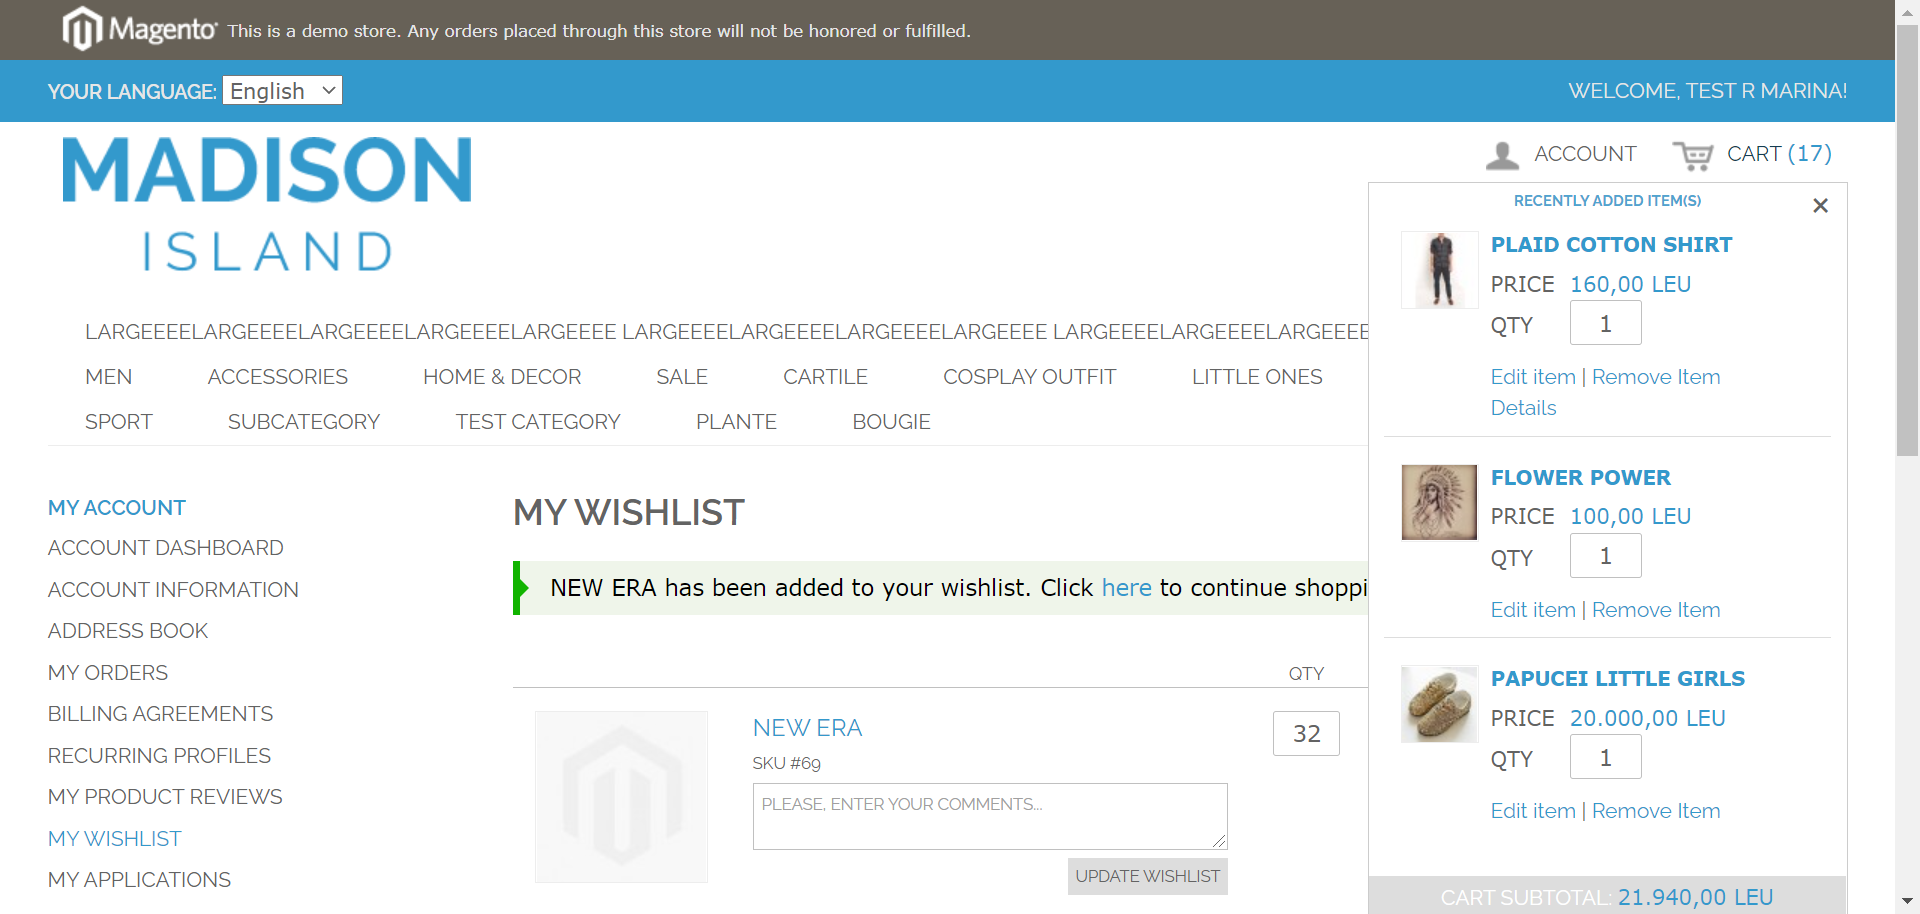 Magento This is a demo store. Any orders placed through this store will not be honored or fulfilled.
YOUR LANGUAGE: English
WELCOME, TEST R MARINA!
MADISON
ISLAND
ACCOUNT
CART (17)
LARGEEEELARGEEEELARGEEEELARGEEEELARGEEEE LARGEEEELARGEEEELARGEEEELARGEEEE LARGEEEELARGEEEELARGEEEE
MEN ACCESSORIES HOME & DECOR SALE CARTILE COSPLAY OUTFIT LITTLE ONES
SPORT SUBCATEGORY TEST CATEGORY PLANTE BOUGIE
RECENTLY ADDED ITEM(S)
×
PLAID COTTON SHIRT
PRICE 160,00 LEU
QTY 1
Edit item | Remove Item
Details
FLOWER POWER
PRICE 100,00 LEU
QTY 1
Edit item | Remove Item
PAPUCEI LITTLE GIRLS
PRICE 20.000,00 LEU
QTY 1
Edit item | Remove Item
CART SUBTOTAL: 21.940,00 LEU
MY ACCOUNT
ACCOUNT DASHBOARD
ACCOUNT INFORMATION
ADDRESS BOOK
MY ORDERS
BILLING AGREEMENTS
RECURRING PROFILES
MY PRODUCT REVIEWS
MY WISHLIST
MY APPLICATIONS
MY WISHLIST
NEW ERA has been added to your wishlist. Click here to continue shoppi
QTY
NEW ERA
32
SKU #69
PLEASE, ENTER YOUR COMMENTS...
UPDATE WISHLIST